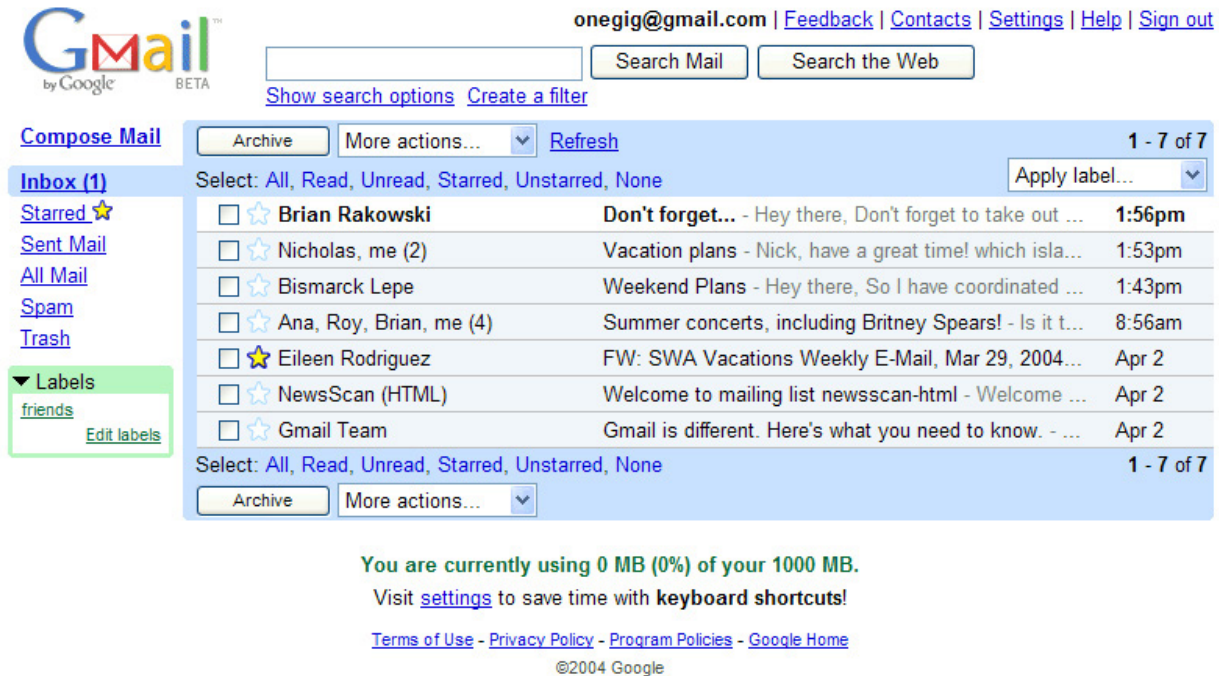 onegig@gmail.com | Feedback | Contacts | Settings | Help | Sign out
Gmail™
by Google BETA
Search Mail Search the Web
Show search options Create a filter
Compose Mail
Archive More actions... Refresh 1 - 7 of 7
Inbox (1)
Select: All, Read, Unread, Starred, Unstarred, None Apply label...
Starred
Sent Mail
All Mail
Spam
Trash
Labels
friends
Edit labels
Brian Rakowski Don't forget... - Hey there, Don't forget to take out ... 1:56pm
Nicholas, me (2) Vacation plans - Nick, have a great time! which isla... 1:53pm
Bismarck Lepe Weekend Plans - Hey there, So I have coordinated ... 1:43pm
Ana, Roy, Brian, me (4) Summer concerts, including Britney Spears! - Is it t... 8:56am
Eileen Rodriguez FW: SWA Vacations Weekly E-Mail, Mar 29, 2004... Apr 2
NewsScan (HTML) Welcome to mailing list newsscan-html - Welcome ... Apr 2
Gmail Team Gmail is different. Here's what you need to know. - ... Apr 2
Select: All, Read, Unread, Starred, Unstarred, None 1 - 7 of 7
Archive More actions...
You are currently using 0 MB (0%) of your 1000 MB.
Visit settings to save time with keyboard shortcuts!
Terms of Use - Privacy Policy - Program Policies - Google Home
©2004 Google